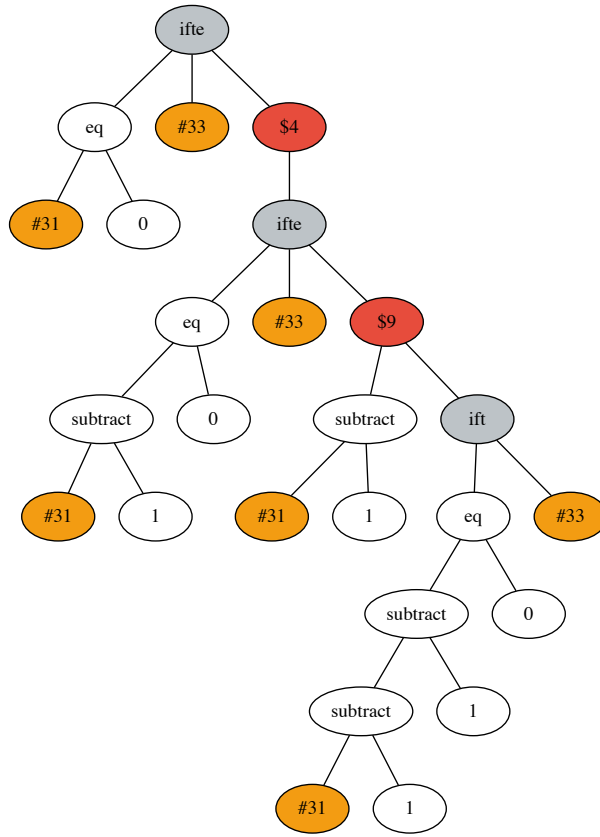 ifte
eq #33 $4
#31 0 ifte
eq #33 $9
subtract 0 subtract ift
#31 1 #31 1 eq #33
subtract 0
subtract 1
#31 1